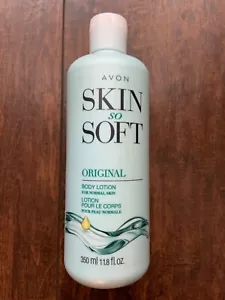 AVON
SKIN
so
SOFT
ORIGINAL
BODY LOTION
FOR NORMAL SKIN
LOTION
POUR LE CORPS
POUR PEAU NORMALE
350 ml 11.8 fl.oz.